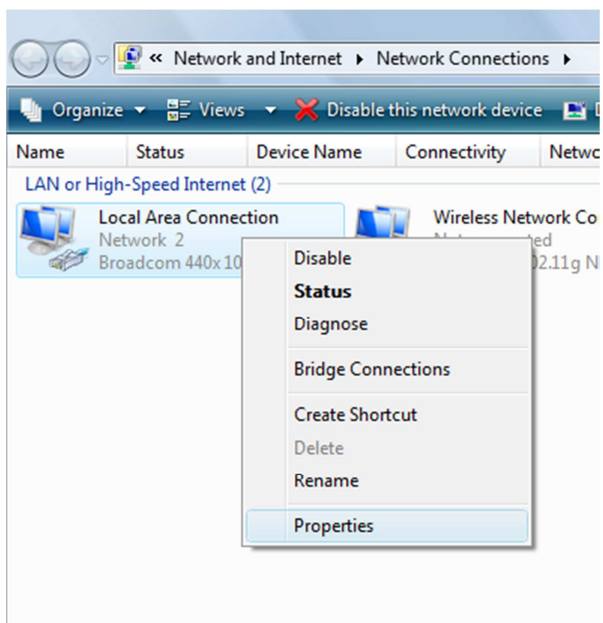 « Network and Internet Network Connections
Organize Views Disable this network device
Name Status Device Name Connectivity
LAN or High-Speed Internet (2)
Local Area Connection Wireless Network
Network 2
Broadcom 440x
Disable
Status
Diagnose
Bridge Connections
Create Shortcut
Delete
Rename
Properties